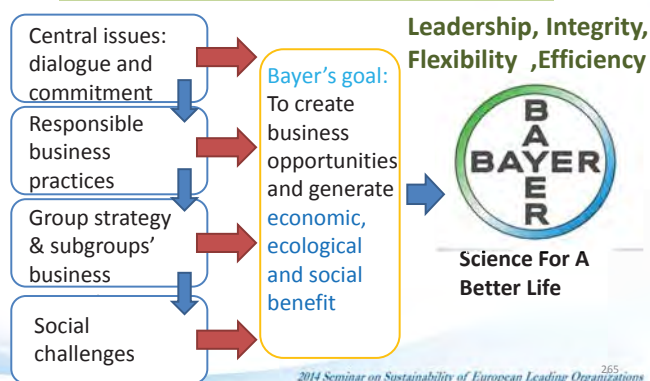 Central issues:
dialogue and
commitment
Responsible
business
practices
Group strategy
& subgroups'
business
Social
challenges
Bayer's goal:
To create
business
opportunities
and generate
economic,
ecological
and social
benefit
Leadership, Integrity,
Flexibility ,Efficiency
BAYER
BAYER
Science For A
Better Life
265
2014 Seminar on Sustainability of European Leading Organizations